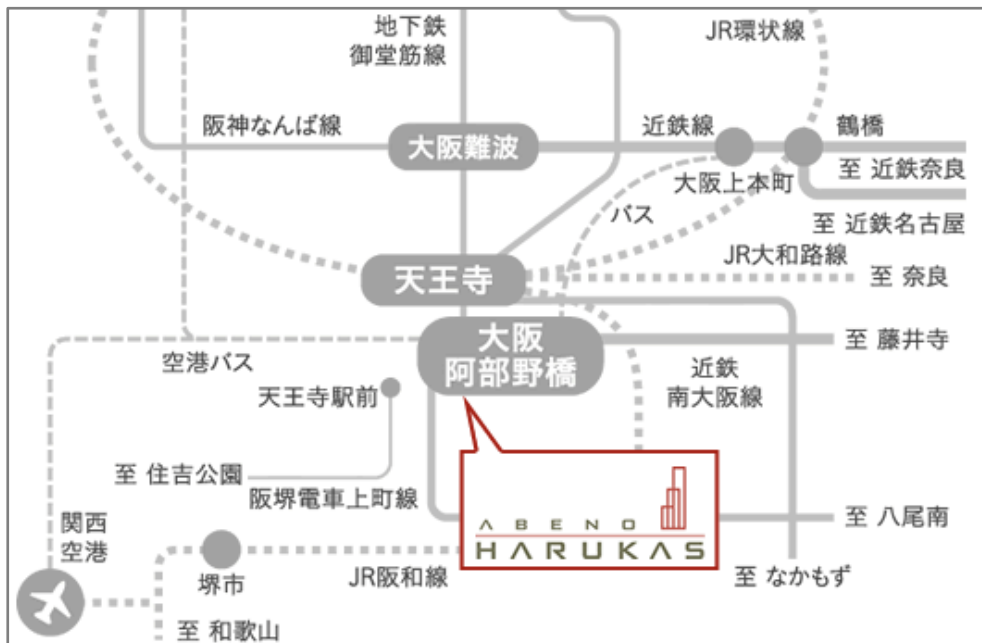 地下鉄
御堂筋線
JR環状線
阪神なんば線
大阪難波
近鉄線
鶴橋
大阪上本町
至 近鉄奈良
バス
至 近鉄名古屋
JR大和路線
天王寺
至 奈良
大阪
阿部野橋
至 藤井寺
空港バス
近鉄
南大阪線
天王寺駅前
至 住吉公園
阪堺電車上町線
ABENO
HARUKAS
至 八尾南
関西
空港
堺市
JR阪和線
至 なかもず
至 和歌山